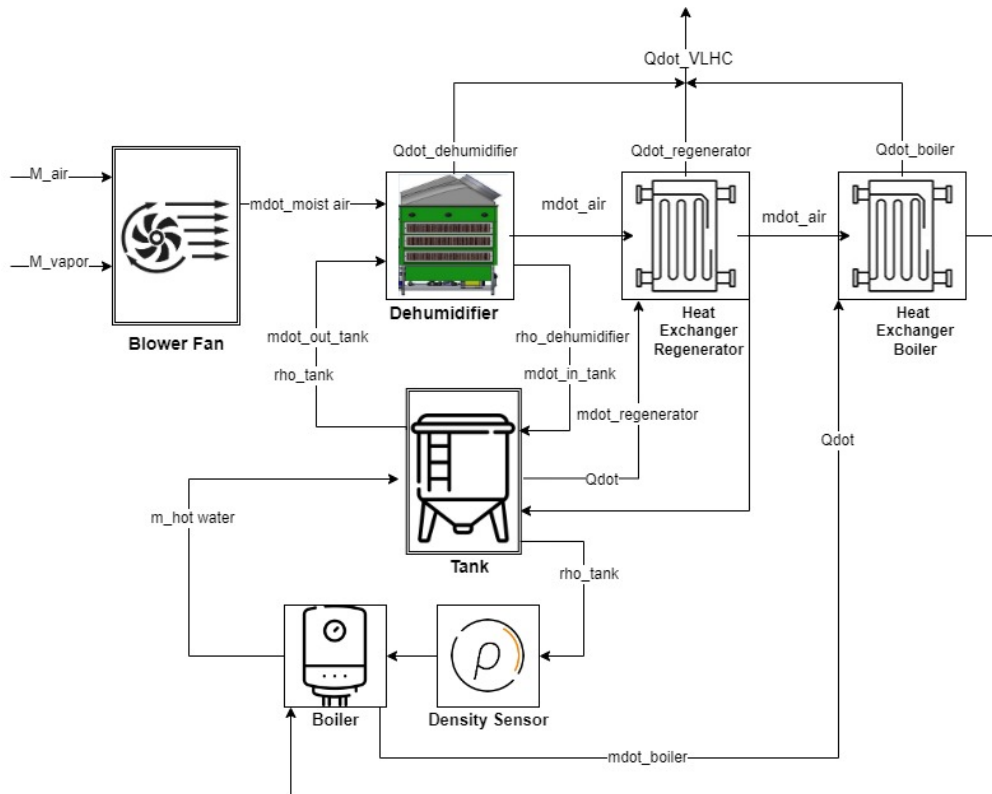 Qdot_VLHC
Qdot_dehumidifier
Qdot_regenerator
Qdot_boiler
M_air
mdot_moist air
mdot_air
mdot_air
M_vapor
Dehumidifier
Heat
Exchanger
Regenerator
Heat
Exchanger
Boiler
Blower Fan
mdot_out_tank
rho_dehumidifier
rho_tank
mdot_in_tank
mdot_regenerator
Qdot
Qdot
m_hot water
Tank
rho_tank
ρ
Boiler
Density Sensor
mdot_boiler